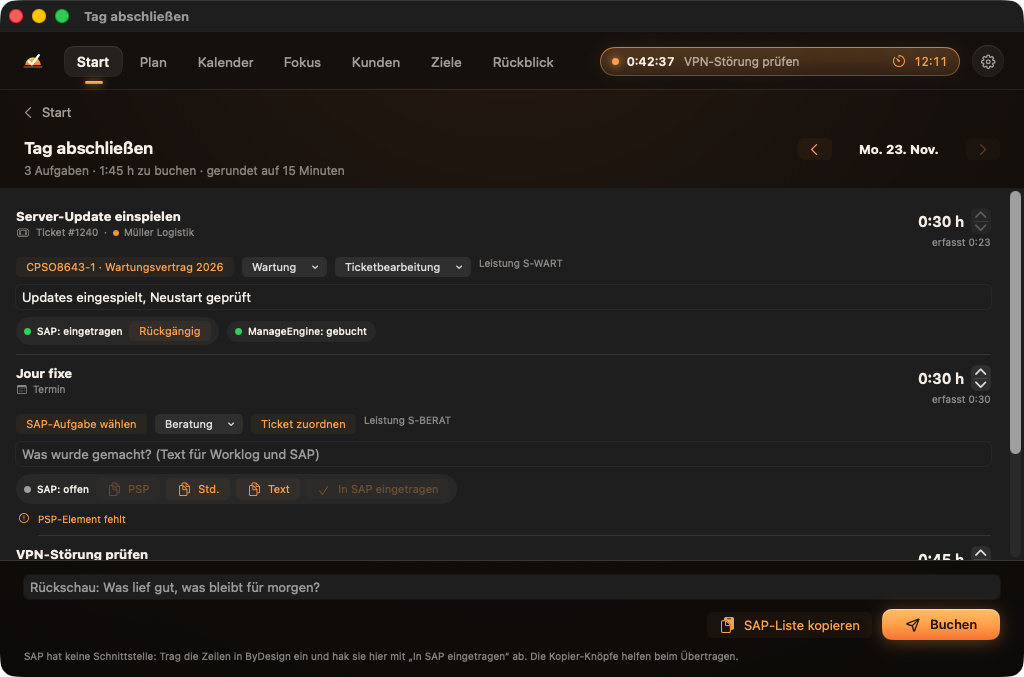 Tag abschließen
Start
Plan
Kalender
Fokus
Kunden
Ziele
Rückblick
0:42:37 VPN-Störung prüfen 12:11
Start
Tag abschließen
Mo. 23. Nov.
3 Aufgaben · 1:45 h zu buchen · gerundet auf 15 Minuten
Server-Update einspielen
0:30 h
Ticket #1240 · Müller Logistik
erfasst 0:23
CPSO8643-1 · Wartungsvertrag 2026
Wartung
Ticketbearbeitung
Leistung S-WART
Updates eingespielt, Neustart geprüft
SAP: eingetragen
Rückgängig
ManageEngine: gebucht
Jour fixe
0:30 h
Termin
erfasst 0:30
SAP-Aufgabe wählen
Beratung
Ticket zuordnen
Leistung S-BERAT
Was wurde gemacht? (Text für Worklog und SAP)
SAP: offen
PSP
Std.
Text
In SAP eingetragen
PSP-Element fehlt
VPN-Störung prüfen
0:45 h
Rückschau: Was lief gut, was bleibt für morgen?
SAP-Liste kopieren
Buchen
SAP hat keine Schnittstelle: Trag die Zeilen in ByDesign ein und hak sie hier mit „In SAP eingetragen“ ab. Die Kopier-Knöpfe helfen beim Übertragen.